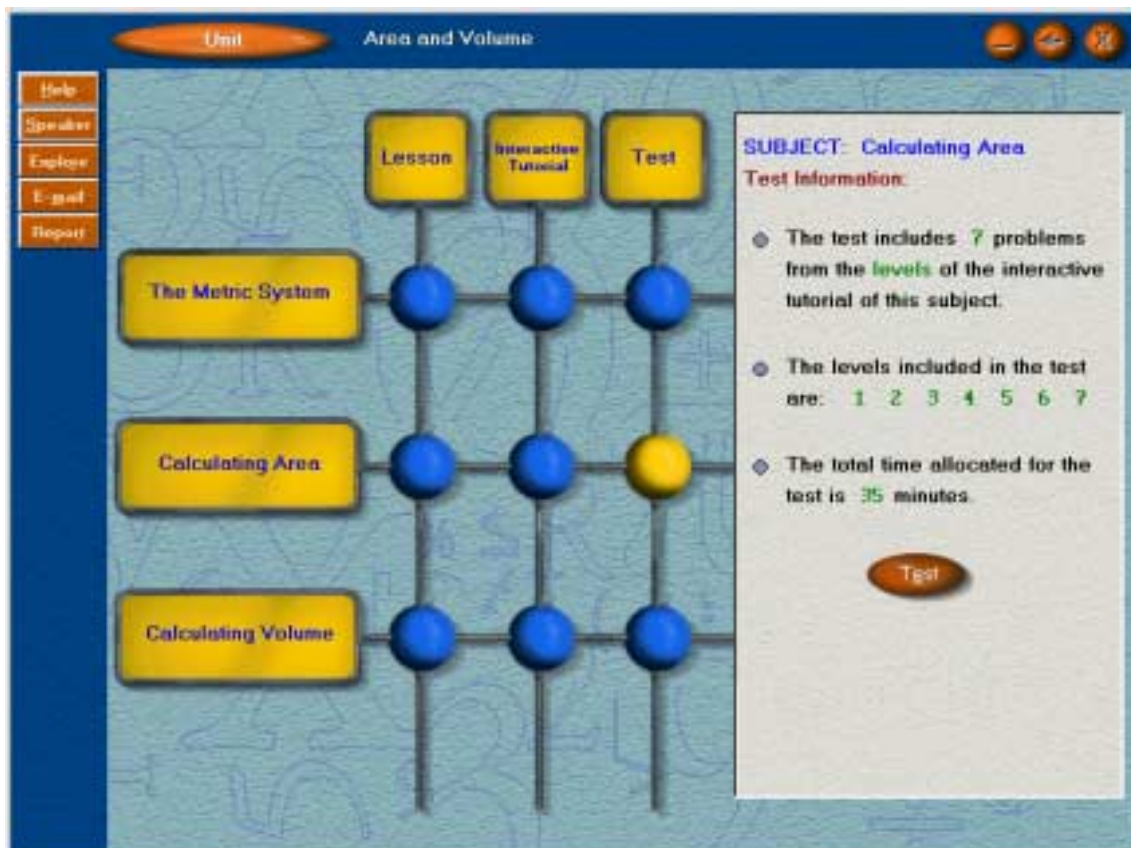 Unit
Area and Volume
X
Help
Speaker
Explore
E-mail
Report
Lesson
Interactive
Tutorial
Test
The Metric System
Calculating Area
Calculating Volume
SUBJECT: Calculating Area
Test Information:
The test includes 7 problems
from the levels of the interactive
tutorial of this subject.
The levels included in the test
are: 1 2 3 4 5 6 7
The total time allocated for the
test is 35 minutes.
Test